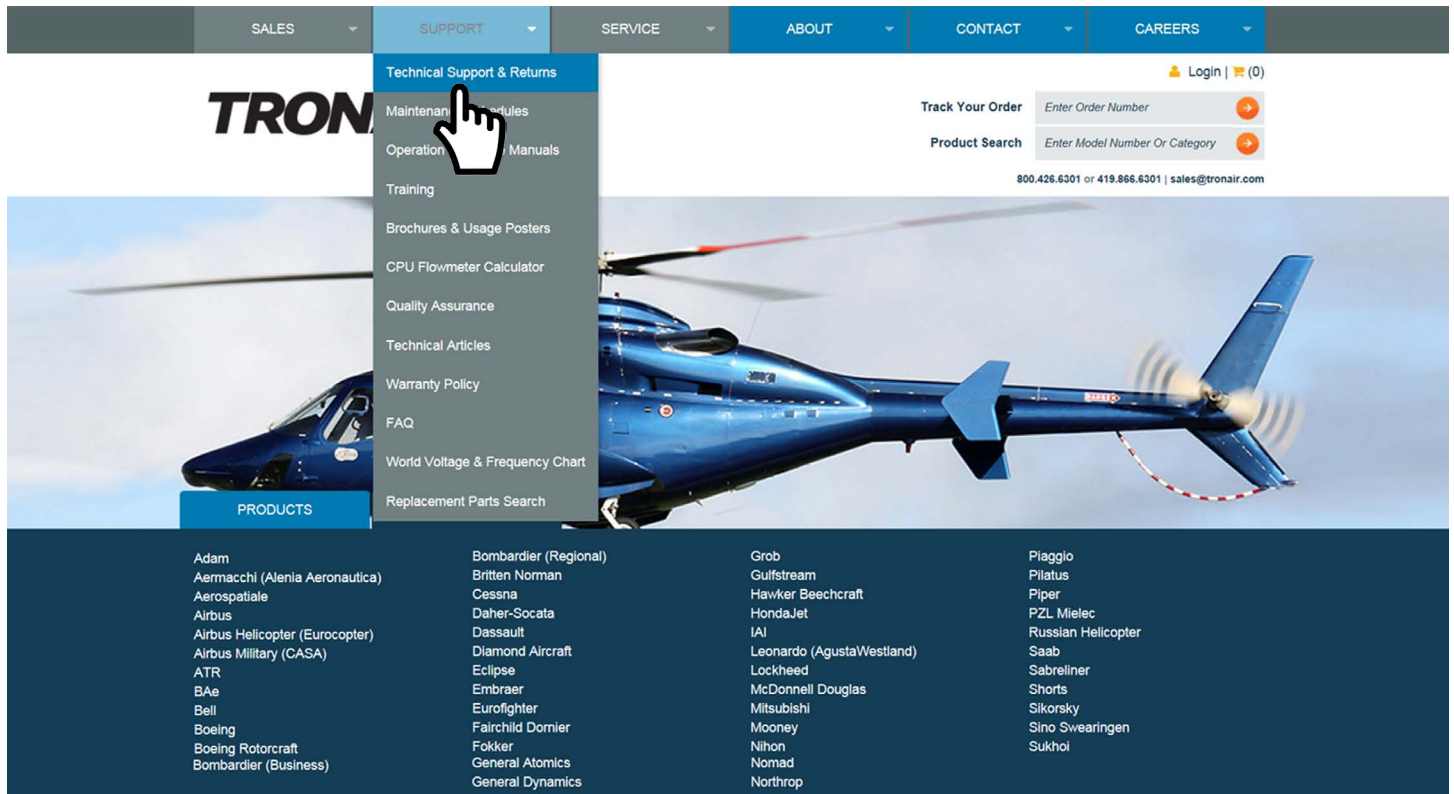 SALES
SUPPORT
SERVICE
ABOUT
CONTACT
CAREERS
Technical Support & Returns
Maintenan edules
Operation Manuals
Training
Brochures & Usage Posters
CPU Flowmeter Calculator
Quality Assurance
Technical Articles
Warranty Policy
FAQ
World Voltage & Frequency Chart
Replacement Parts Search
TRON
Login | (0)
Track Your Order Enter Order Number
Product Search Enter Model Number Or Category
800.426.6301 or 419.866.6301 | sales@tronair.com
PRODUCTS
Adam
Aermacchi (Alenia Aeronautica)
Aerospatiale
Airbus
Airbus Helicopter (Eurocopter)
Airbus Military (CASA)
ATR
BAe
Bell
Boeing
Boeing Rotorcraft
Bombardier (Business)
Bombardier (Regional)
Britten Norman
Cessna
Daher-Socata
Dassault
Diamond Aircraft
Eclipse
Embraer
Eurofighter
Fairchild Dornier
Fokker
General Atomics
General Dynamics
Grob
Gulfstream
Hawker Beechcraft
HondaJet
IAI
Leonardo (AgustaWestland)
Lockheed
McDonnell Douglas
Mitsubishi
Mooney
Nihon
Nomad
Northrop
Piaggio
Pilatus
Piper
PZL Mielec
Russian Helicopter
Saab
Sabreliner
Shorts
Sikorsky
Sino Swearingen
Sukhoi